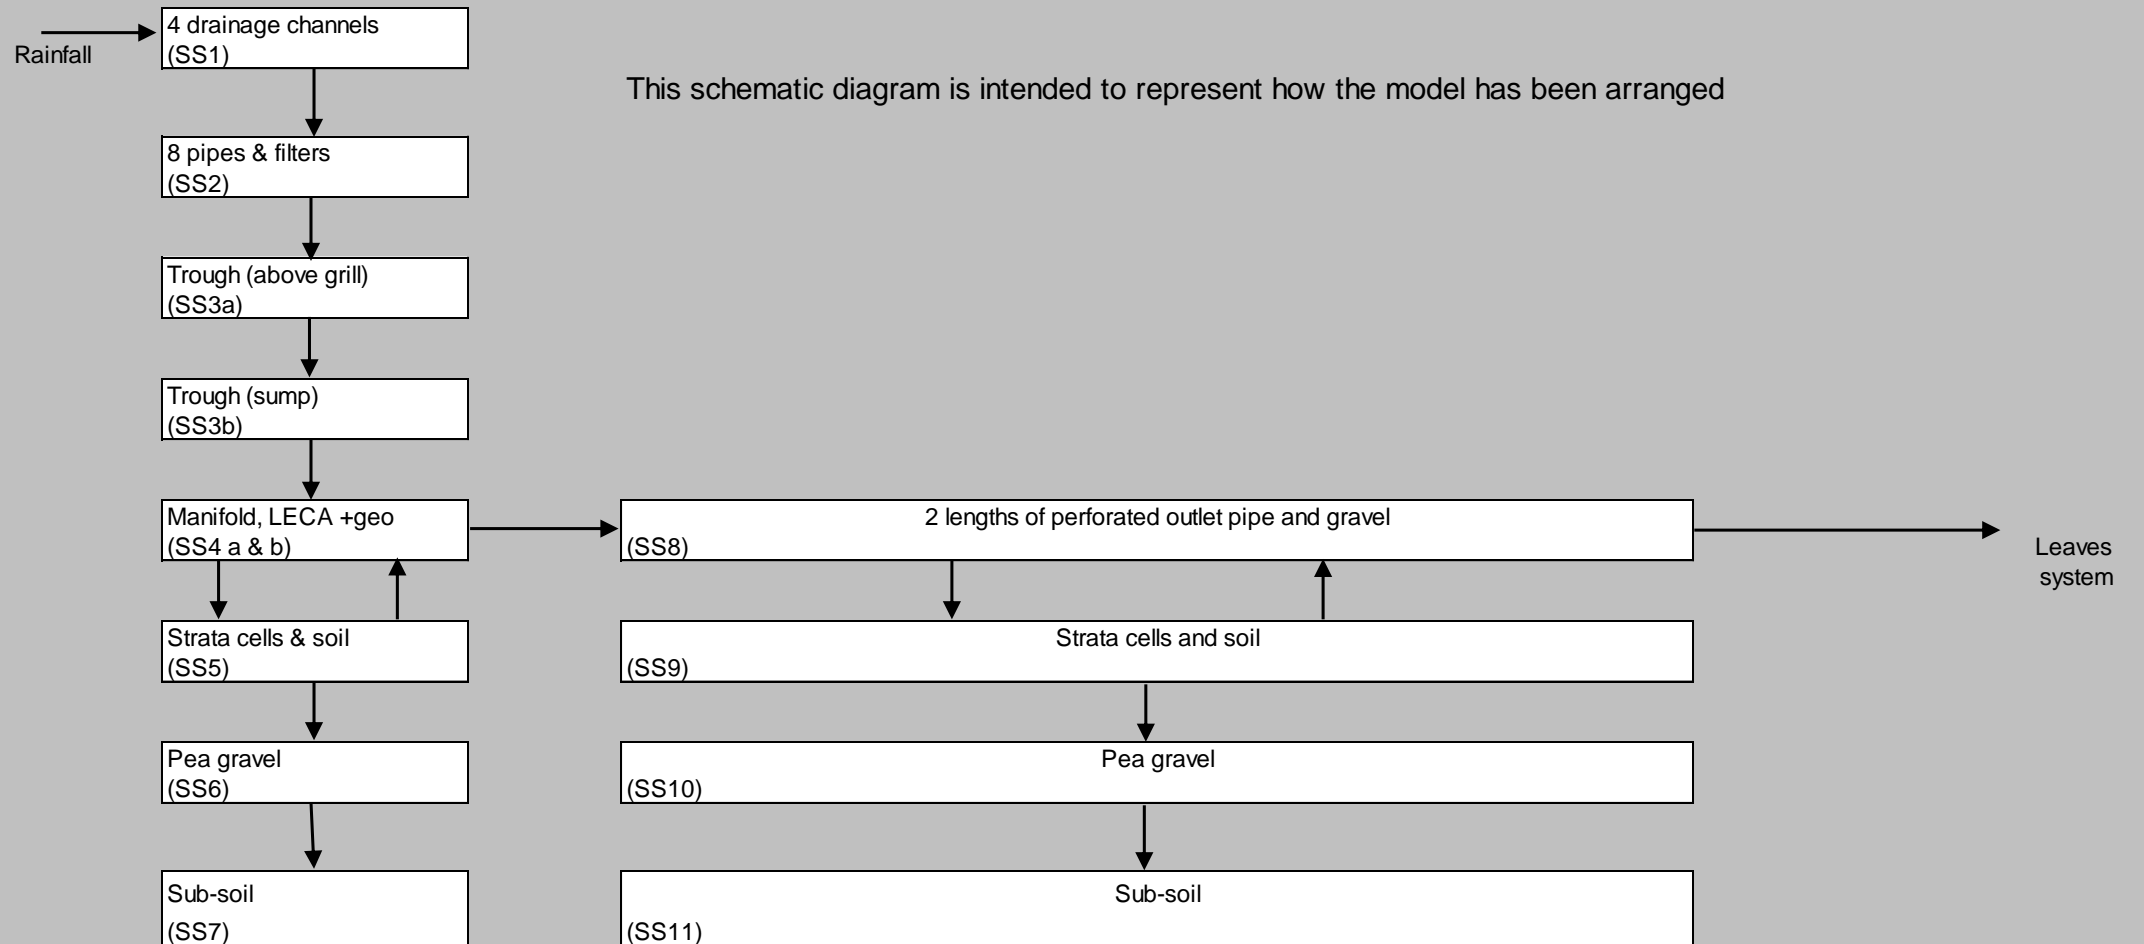 4 drainage channels
(SS1)
Rainfall
This schematic diagram is intended to represent how the model has been arranged
8 pipes & filters
(SS2)
Trough (above grill)
(SS3a)
Trough (sump)
(SS3b)
Manifold, LECA +geo
(SS4 a & b)
2 lengths of perforated outlet pipe and gravel
(SS8)
Leaves
system
Strata cells & soil
(SS5)
Strata cells and soil
(SS9)
Pea gravel
(SS6)
Pea gravel
(SS10)
Sub-soil
(SS7)
Sub-soil
(SS11)